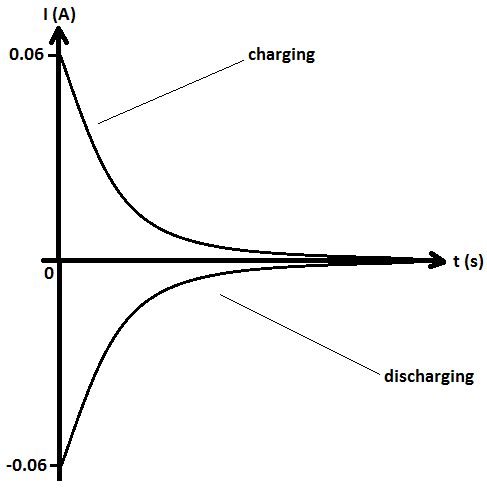 I (A)
0.06
charging
0
t (s)
discharging
-0.06